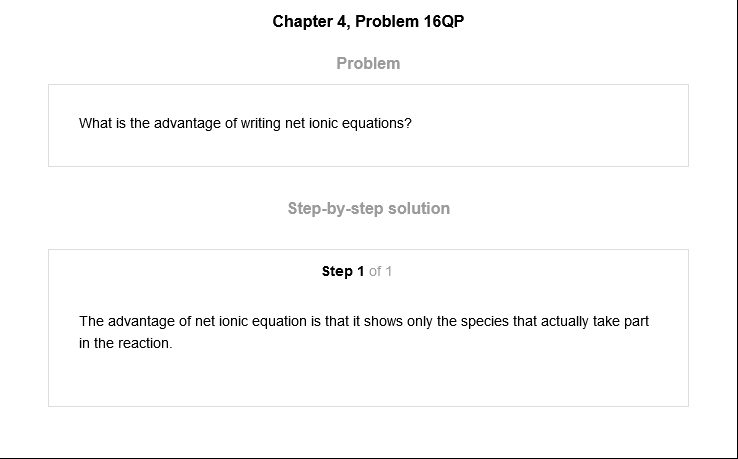 Chapter 4, Problem 16QP
Problem
What is the advantage of writing net ionic equations?
Step-by-step solution
Step 1 of 1
The advantage of net ionic equation is that it shows only the species that actually take part
in the reaction.